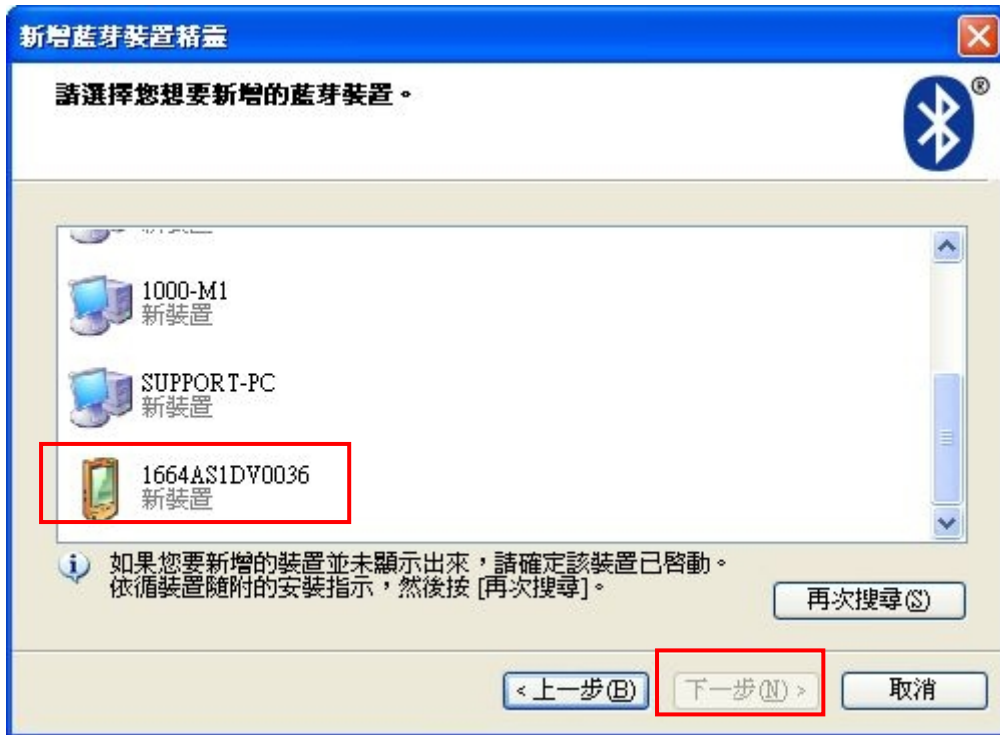 新增藍芽裝置精靈
請選擇您想要新增的藍芽裝置。
®
1000-M1
新裝置
SUPPORT-PC
新裝置
1664AS1DV0036
新裝置
如果您要新增的裝置並未顯示出來，請確定該裝置已啓動。
依循裝置隨附的安裝指示，然後按 [再次搜尋]。
再次搜尋(S)
<上一步(B) 下一步(N)> 取消